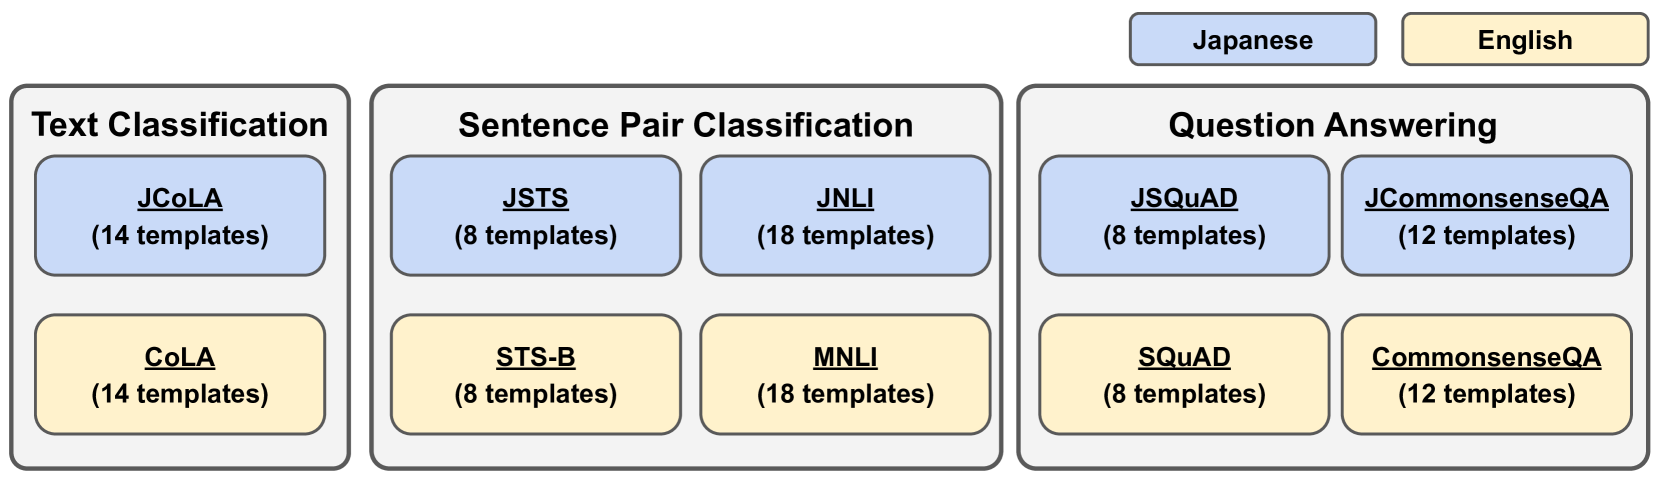 Japanese
English
Text Classification
JCoLA
(14 templates)
CoLA
(14 templates)
Sentence Pair Classification
JSTS
(8 templates)
JNLI
(18 templates)
STS-B
(8 templates)
MNLI
(18 templates)
Question Answering
JSQuAD
(8 templates)
JCommonsenseQA
(12 templates)
SQuAD
(8 templates)
CommonsenseQA
(12 templates)